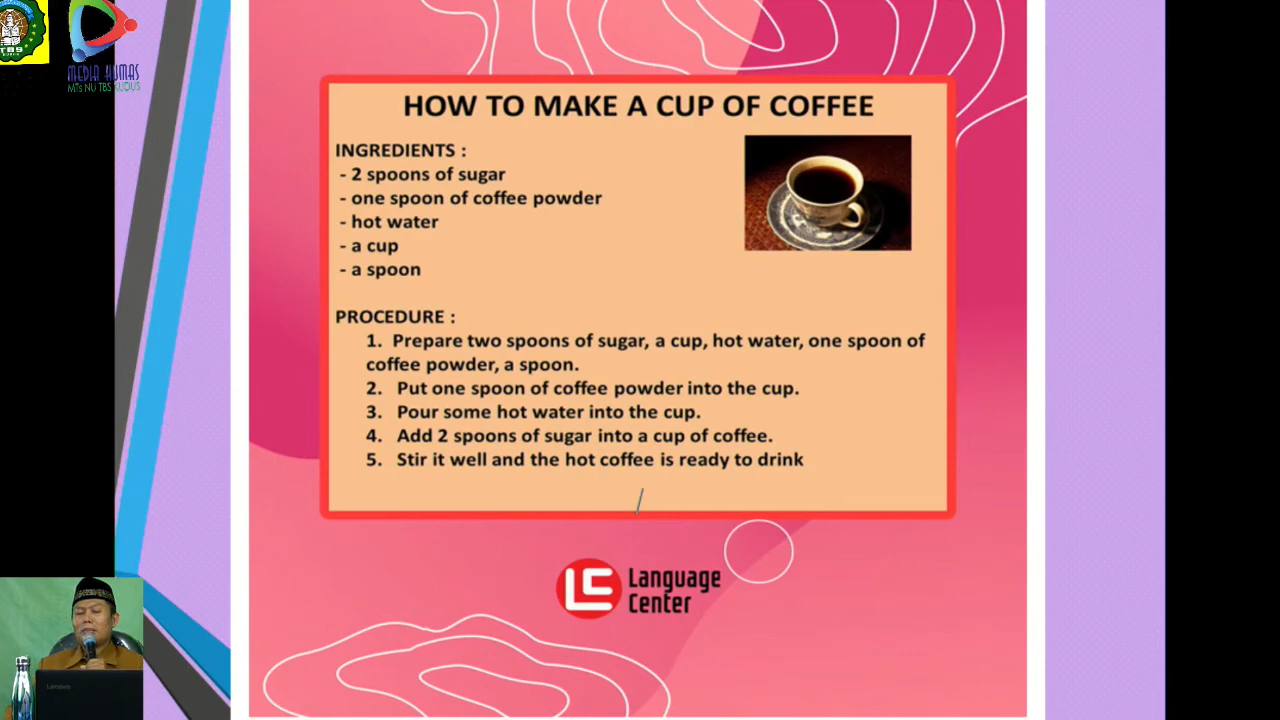 TBS
MEDIA HUMAS
MTs NU TBS KUDUS
HOW TO MAKE A CUP OF COFFEE
INGREDIENTS :
- 2 spoons of sugar
- one spoon of coffee powder
- hot water
- a cup
- a spoon
PROCEDURE :
1. Prepare two spoons of sugar, a cup, hot water, one spoon of
coffee powder, a spoon.
2. Put one spoon of coffee powder into the cup.
3. Pour some hot water into the cup.
4. Add 2 spoons of sugar into a cup of coffee.
5. Stir it well and the hot coffee is ready to drink
LC Language
Center
Lenovo